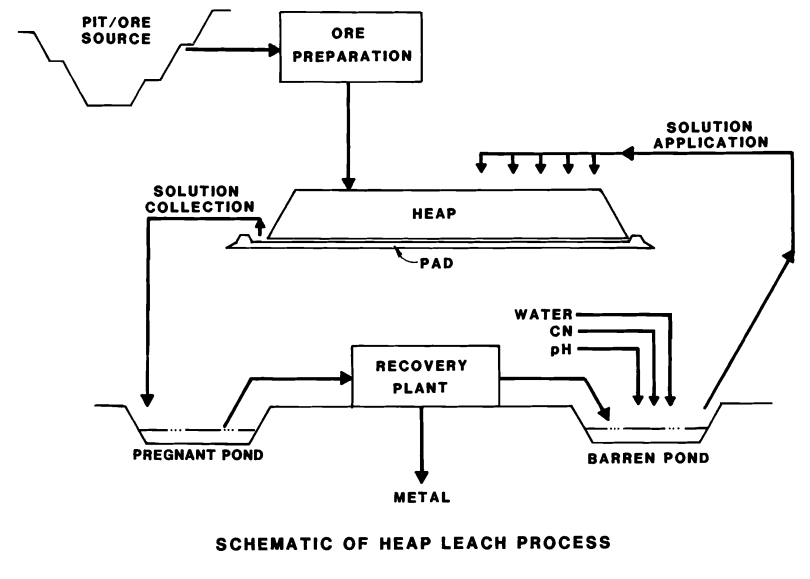 PIT/ORE
SOURCE
ORE
PREPARATION
SOLUTION
APPLICATION
SOLUTION
COLLECTION
HEAP
PAD
WATER
CN
pH
RECOVERY
PLANT
PREGNANT POND
BARREN POND
METAL
SCHEMATIC OF HEAP LEACH PROCESS